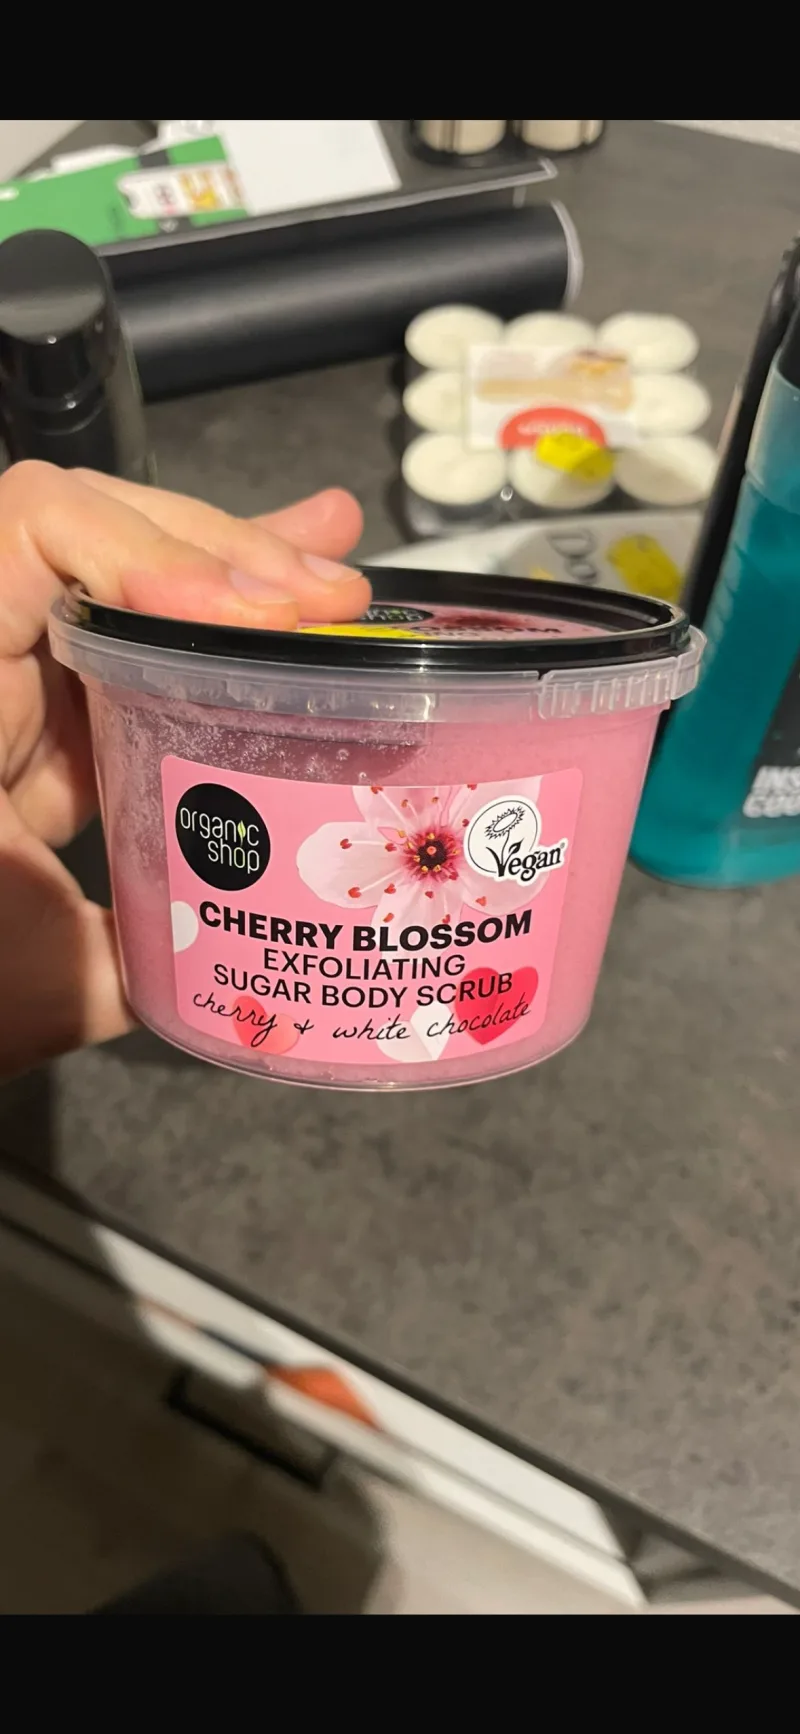 organic
shop
Vegan
CHERRY BLOSSOM
EXFOLIATING
SUGAR BODY SCRUB
cherry & white chocolate